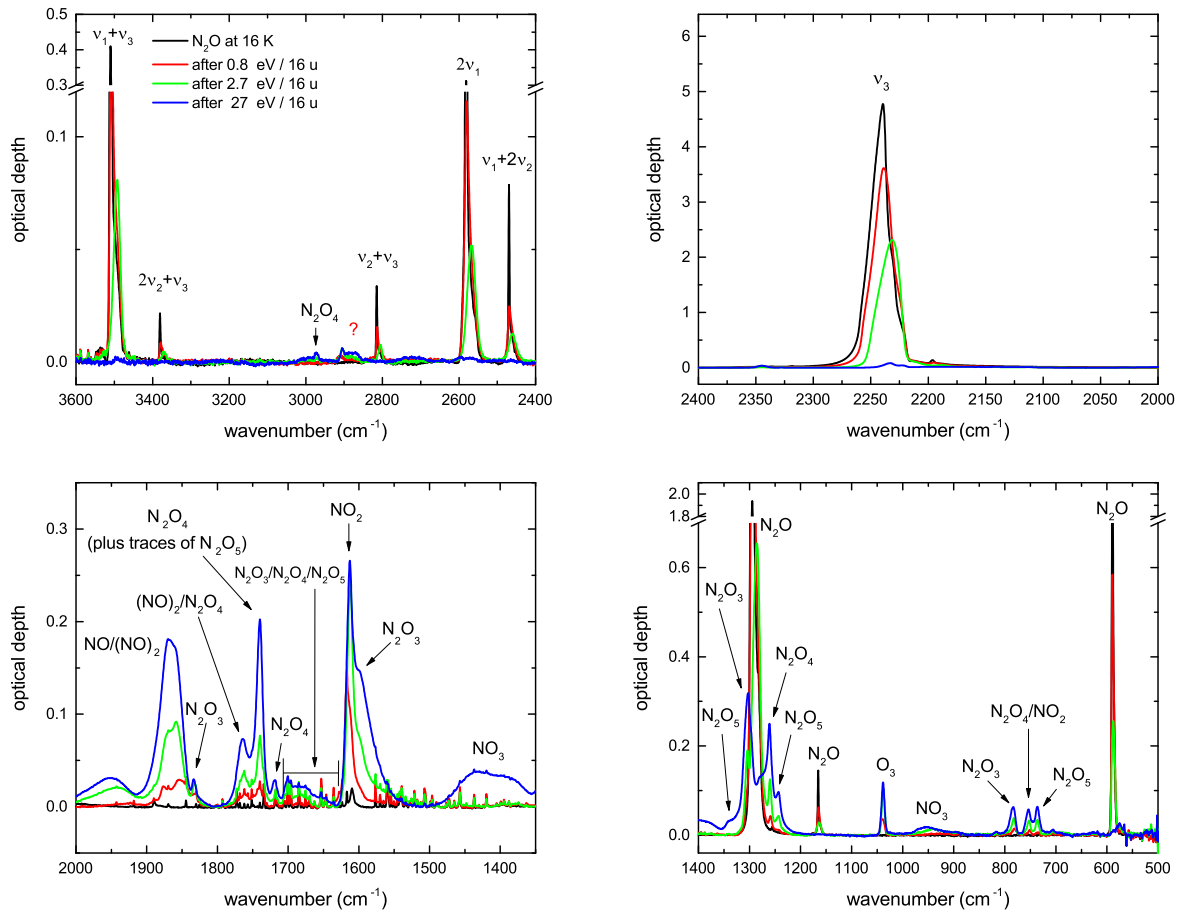 ν₁+ν₃
N₂O at 16 K
after 0.8 eV / 16 u
after 2.7 eV / 16 u
after 27 eV / 16 u
2ν₁
ν₁+2ν₂
2ν₂+ν₃
ν₂+ν₃
N₂O₄
?
0.5
0.4
0.3
0.1
0.0
optical depth
3600 3400 3200 3000 2800 2600 2400
wavenumber (cm⁻¹)
ν₃
6
5
4
3
2
1
0
optical depth
2400 2350 2300 2250 2200 2150 2100 2050 2000
wavenumber (cm⁻¹)
N₂O₄
(plus traces of N₂O₅)
NO₂
N₂O₃/N₂O₄/N₂O₅
(NO)₂/N₂O₄
NO/(NO)₂
N₂O₃
N₂O₃
N₂O₄
NO₃
0.3
0.2
0.1
0.0
optical depth
2000 1900 1800 1700 1600 1500 1400
wavenumber (cm⁻¹)
N₂O
N₂O
N₂O₃
N₂O₄
N₂O₅
N₂O₅
N₂O
O₃
NO₃
N₂O₄/NO₂
N₂O₃
N₂O₅
2.0
1.8
0.6
0.4
0.2
0.0
optical depth
1400 1300 1200 1100 1000 900 800 700 600 500
wavenumber (cm⁻¹)